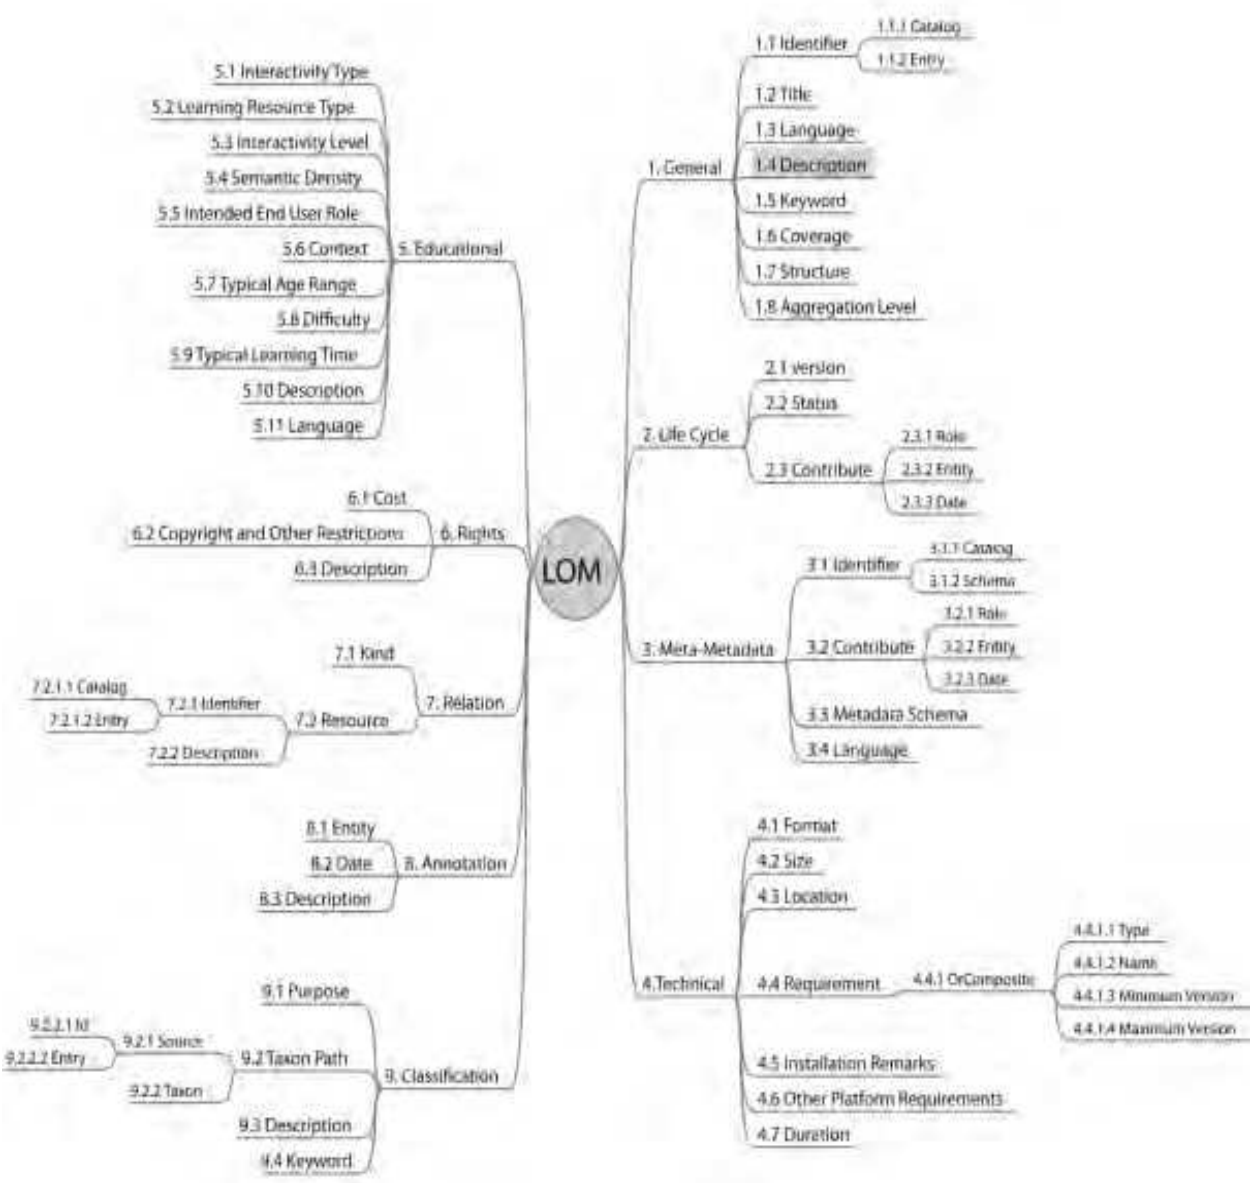 LOM
1. General
1.1 Identifier
1.1.1 Catalog
1.1.2 Entry
1.2 Title
1.3 Language
1.4 Description
1.5 Keyword
1.6 Coverage
1.7 Structure
1.8 Aggregation Level
2. Life Cycle
2.1 version
2.2 Status
2.3 Contribute
2.3.1 Role
2.3.2 Entity
2.3.3 Date
3. Meta-Metadata
3.1 Identifier
3.1.1 Catalog
3.1.2 Schema
3.2 Contribute
3.2.1 Role
3.2.2 Entity
3.2.3 Date
3.3 Metadara Schema
3.4 Language
4.Technical
4.1 Format
4.2 Size
4.3 Location
4.4 Requirement
4.4.1 OrComposite
4.4.1.1 Type
4.4.1.2 Name
4.4.1.3 Minimum Version
4.4.1.4 Maximum Version
4.5 Installation Remarks
4.6 Other Platform Requirements
4.7 Duration
5. Educational
5.1 Interactivity Type
5.2 Learning Resource Type
5.3 Interactivity Level
5.4 Semantic Density
5.5 Intended End User Role
5.6 Context
5.7 Typical Age Range
5.8 Difficulty
5.9 Typical Learning Time
5.10 Description
5.11 Language
6. Rights
6.1 Cost
6.2 Copyright and Other Restrictions
6.3 Description
7. Relation
7.1 Kind
7.2 Resource
7.2.1 Identifier
7.2.1.1 Catalog
7.2.1.2 Entry
7.2.2 Description
8. Annotation
8.1 Entity
8.2 Date
8.3 Description
9. Classification
9.1 Purpose
9.2 Taxon Path
9.2.1 Source
9.2.2.1 Id
9.2.2.2 Entry
9.2.2 Taxon
9.3 Description
9.4 Keyword